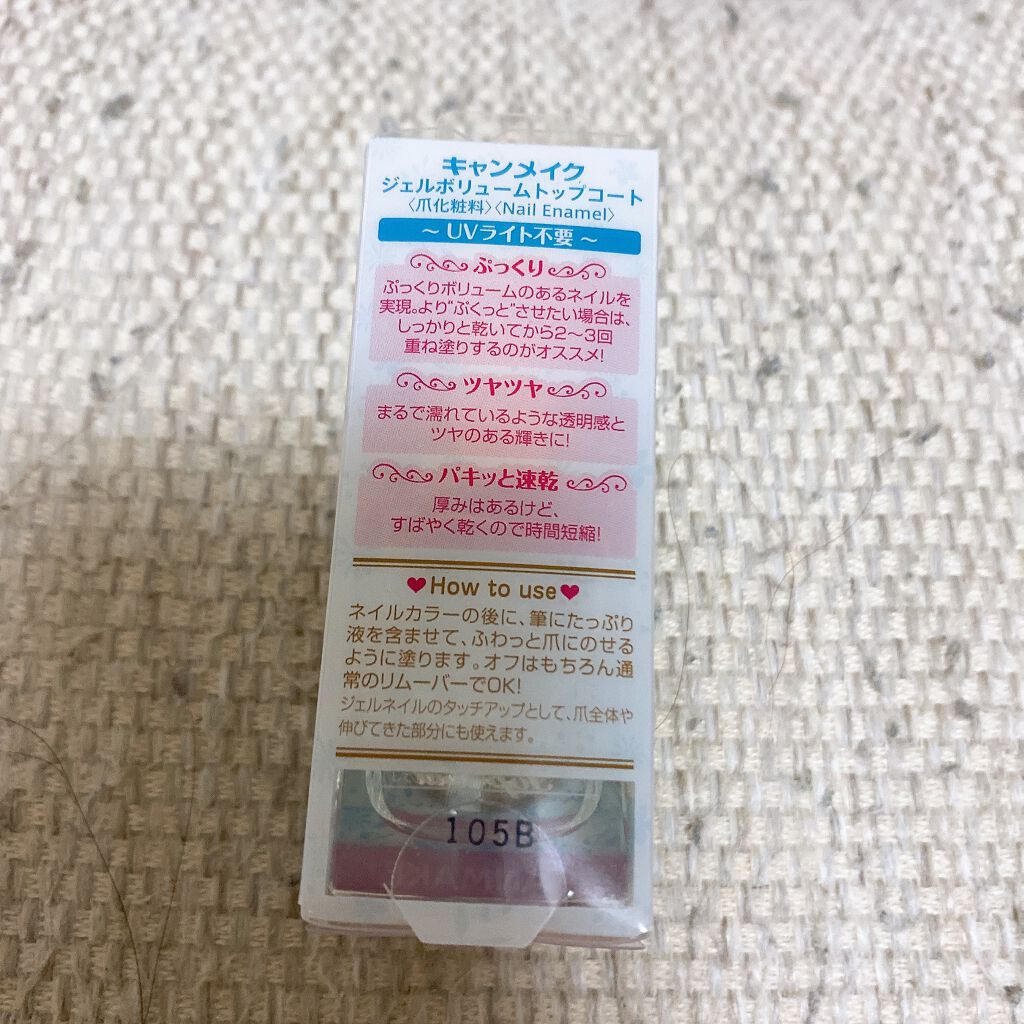 キャンメイク
ジェルボリュームトップコート
〈爪化粧料〉〈Nail Enamel〉
～ UVライト不要 ～
ぷっくり
ぷっくりボリュームのあるネイルを
実現。より“ぷくっと”させたい場合は、
しっかりと乾いてから2～3回
重ね塗りするのがオススメ!
ツヤツヤ
まるで濡れているような透明感と
ツヤのある輝きに!
パキッと速乾
厚みはあるけど、
すばやく乾くので時間短縮!
♥How to use♥
ネイルカラーの後に、筆にたっぷり
液を含ませて、ふわっと爪にのせる
ように塗ります。オフはもちろん通
常のリムーバーでOK!
ジェルネイルのタッチアップとして、爪全体や
伸びてきた部分にも使えます。
105B